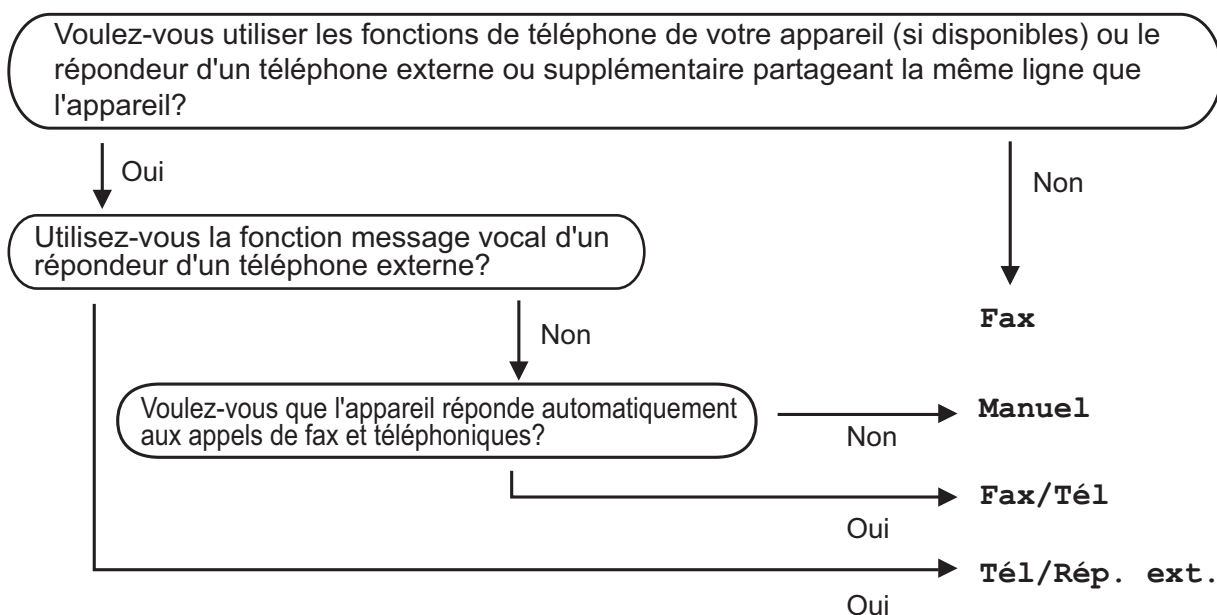 Voulez-vous utiliser les fonctions de téléphone de votre appareil (si disponibles) ou le
répondeur d'un téléphone externe ou supplémentaire partageant la même ligne que
l'appareil?
Oui
Non
Utilisez-vous la fonction message vocal d'un
répondeur d'un téléphone externe?
Non
Fax
Voulez-vous que l'appareil réponde automatiquement
aux appels de fax et téléphoniques?
Non
Manuel
Oui
Fax/Tél
Oui
Tél/Rép. ext.